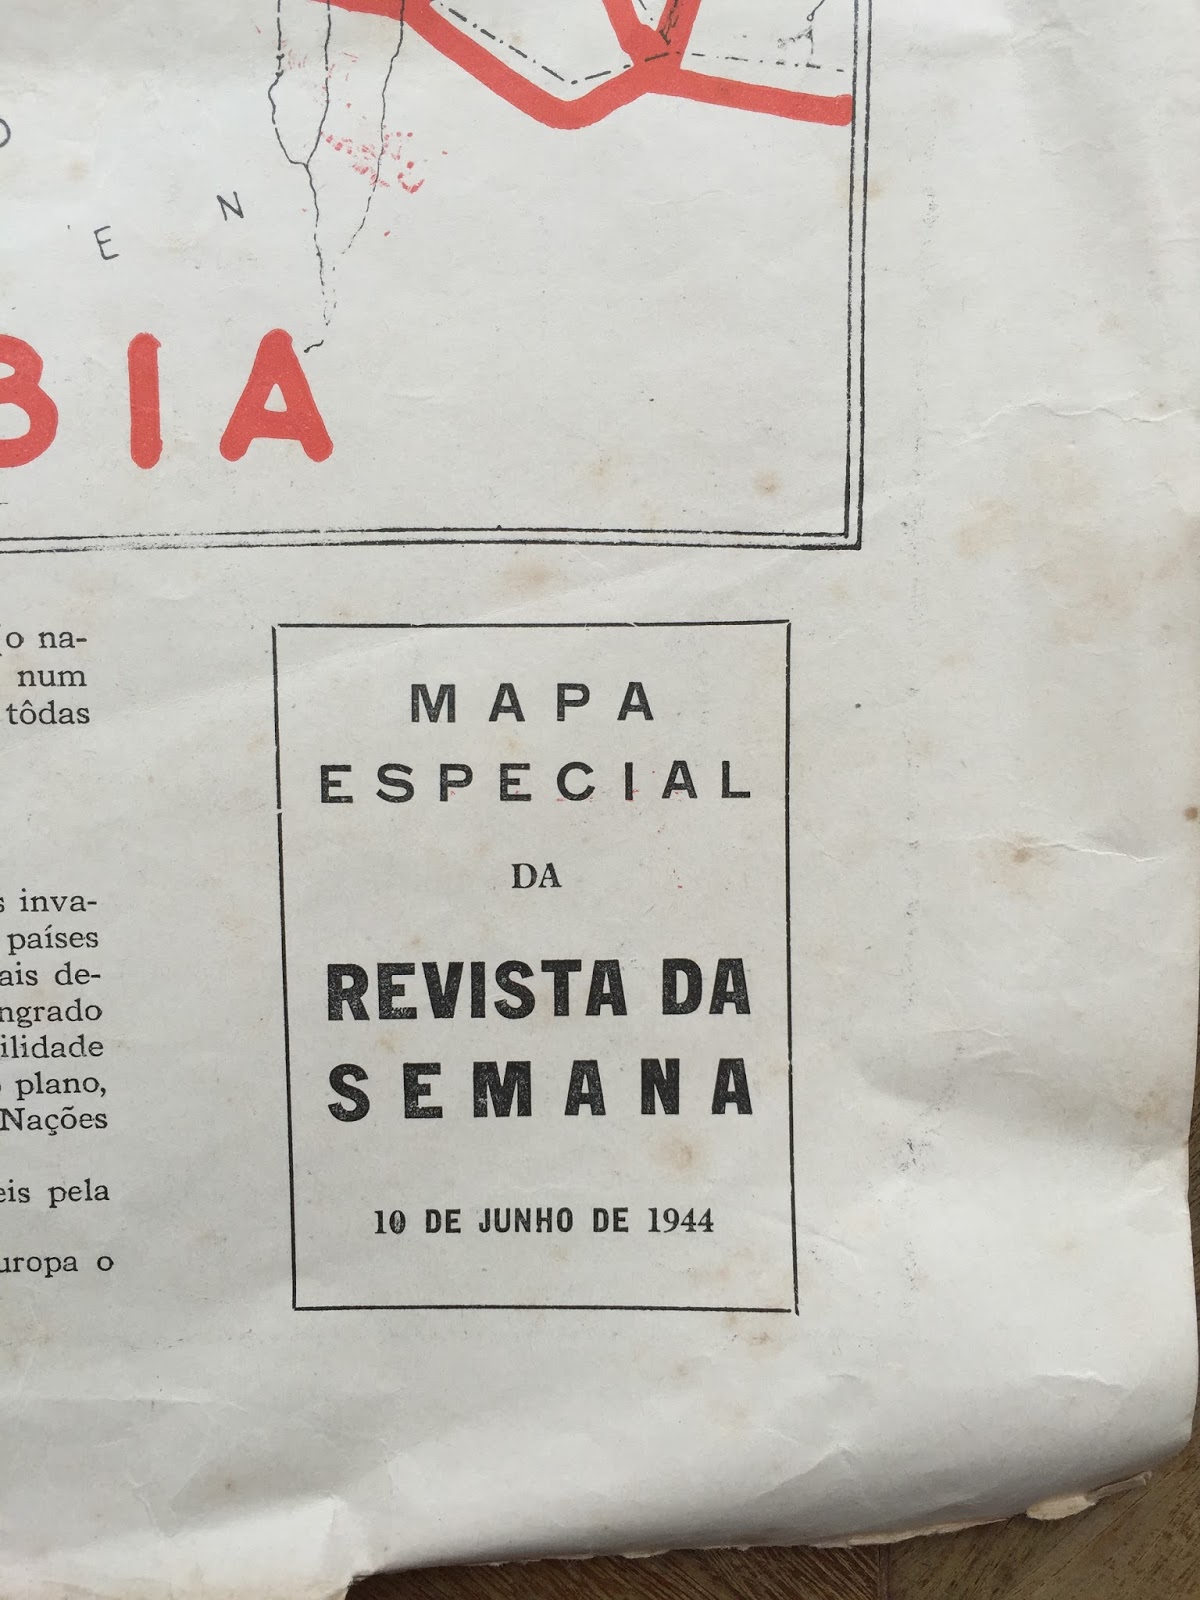 E N
BIA
o na-
num
tôdas
MAPA
ESPECIAL
DA
REVISTA DA
SEMANA
10 DE JUNHO DE 1944
s inva-
países
ais de-
ngrado
ilidade
o plano,
Nações
eis pela
uropa o